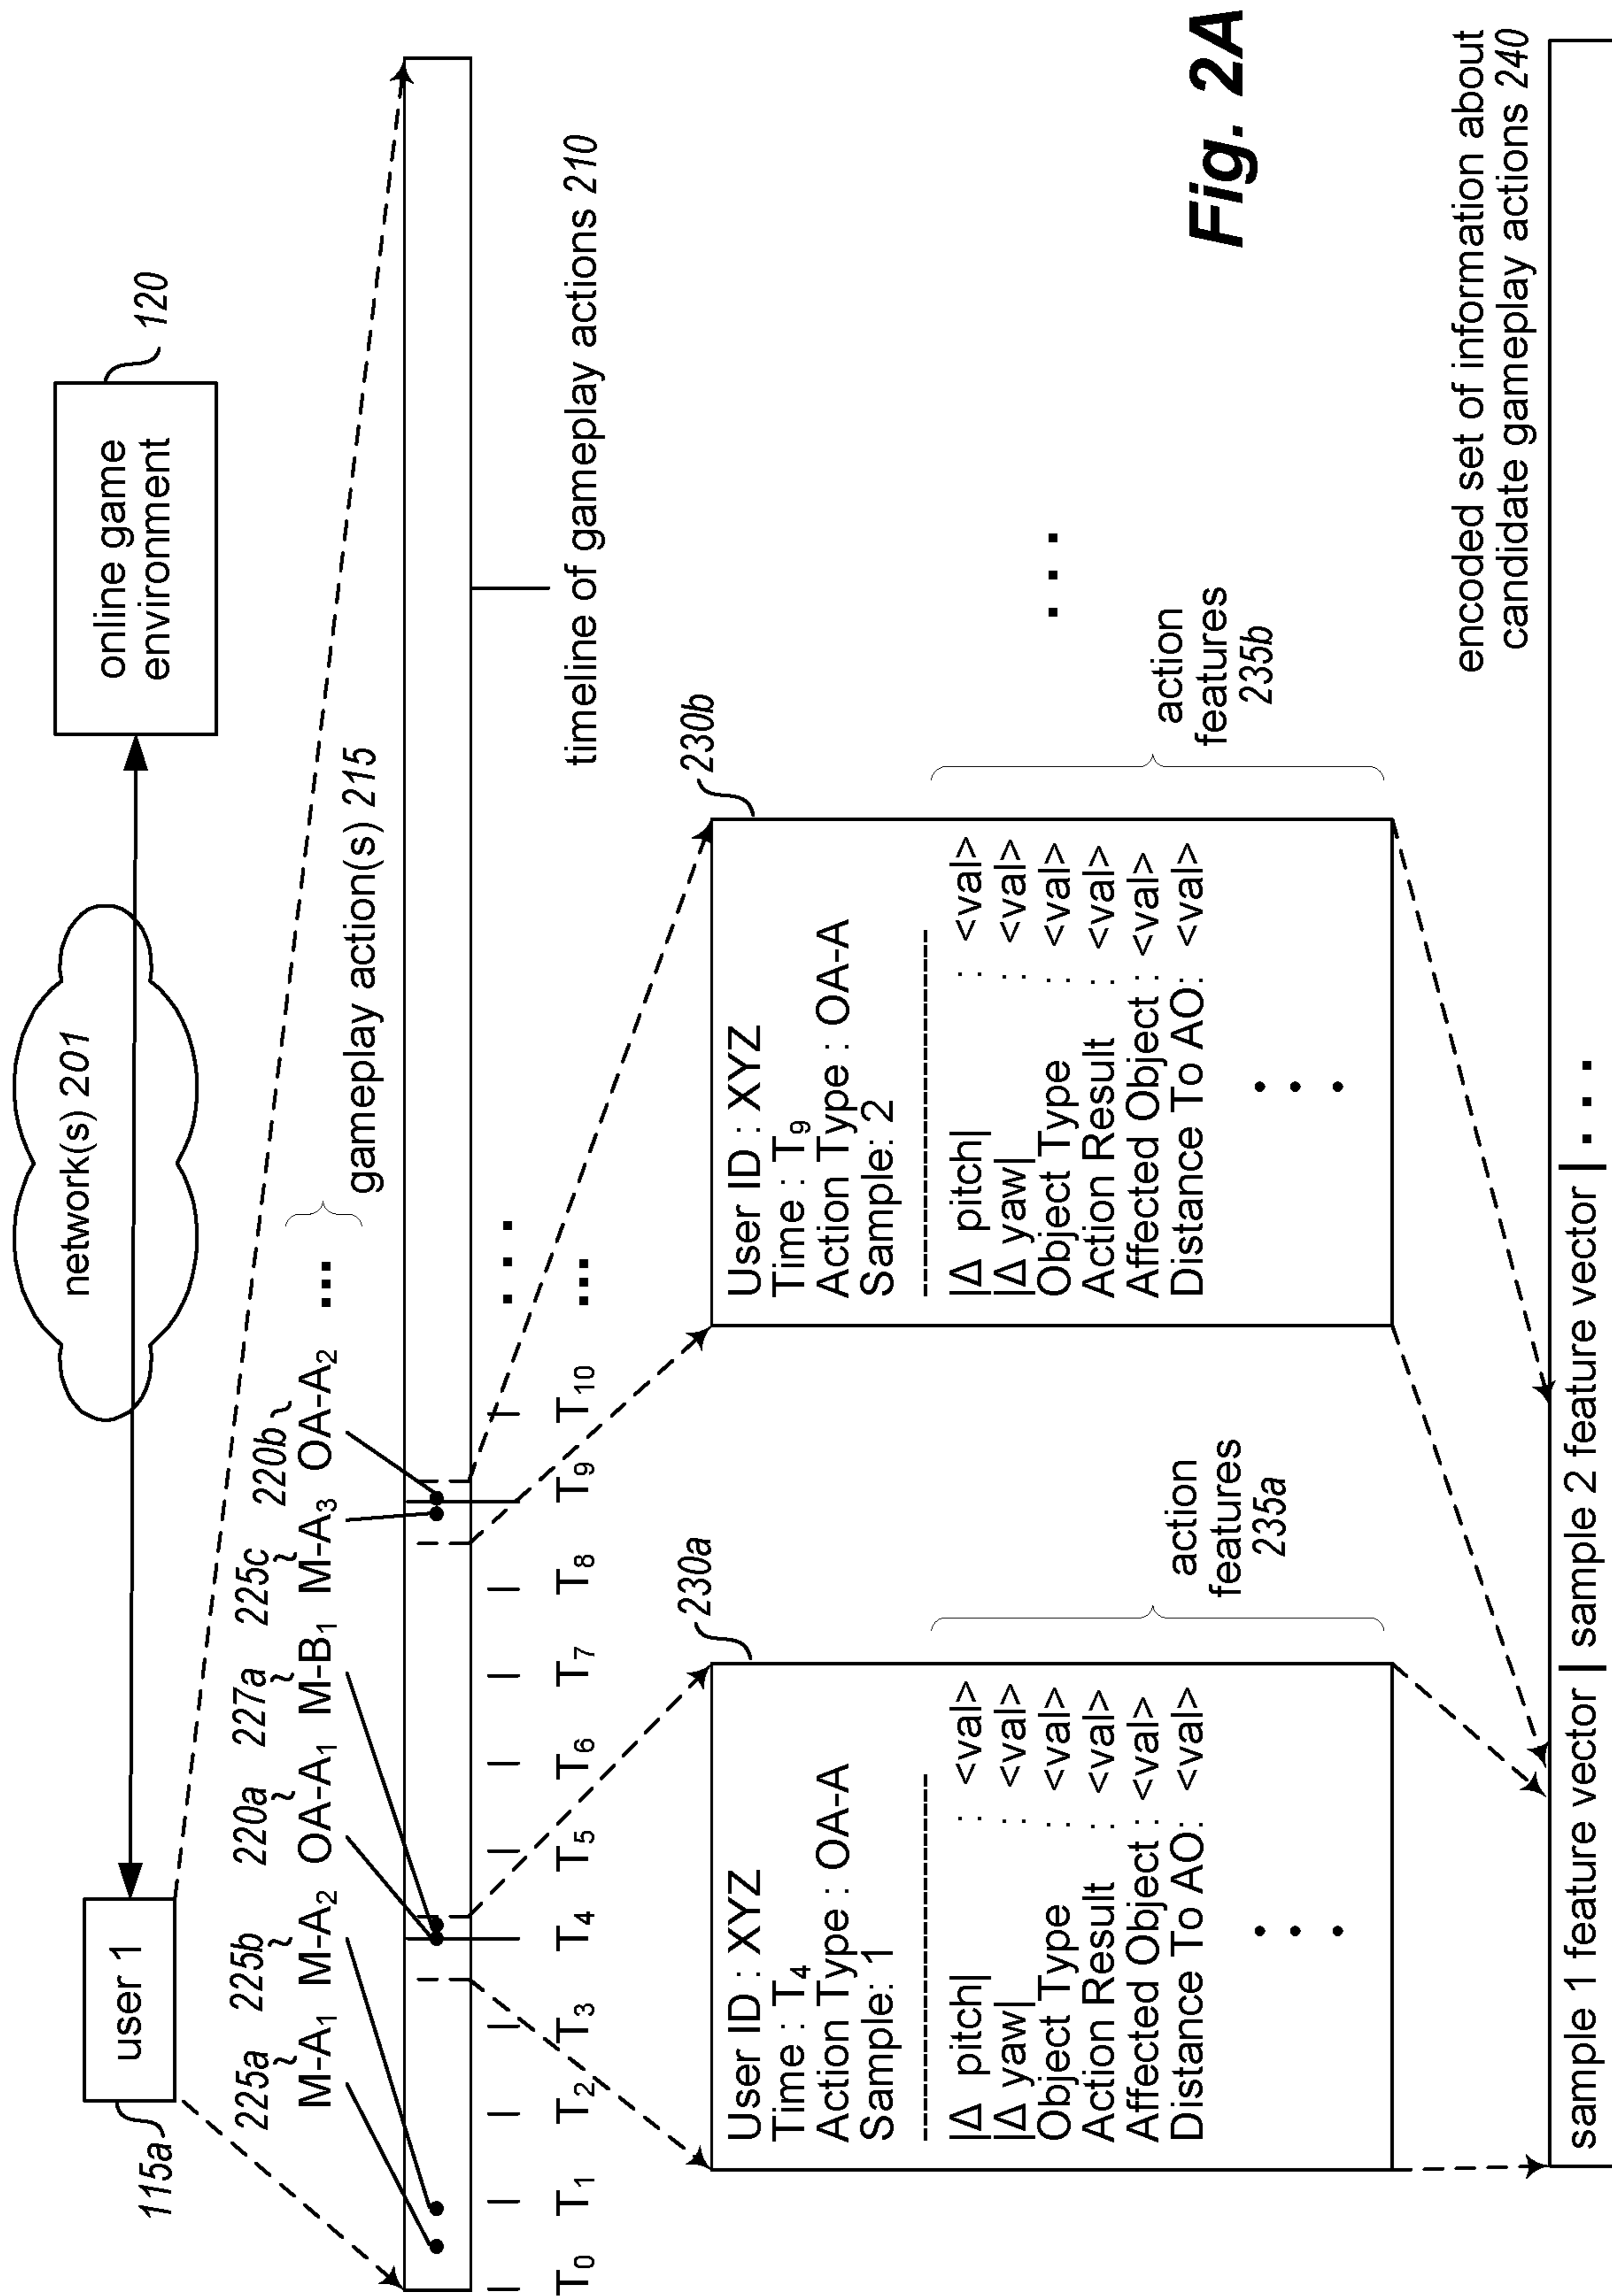 115a
user 1
network(s) 201
online game
environment
120
225a 225b 220a 227a 225c 220b
M-A1 M-A2 OA-A1 M-B1 M-A3 OA-A2 ...
gameplay action(s) 215
...
T0 T1 T2 T3 T4 T5 T6 T7 T8 T9 T10 ...
timeline of gameplay actions 210
230a
User ID : XYZ
Time : T4
Action Type : OA-A
Sample: 1
|Δ pitch| : <val>
|Δ yaw| : <val>
Object Type : <val>
Action Result : <val>
Affected Object : <val>
Distance To AO: <val>
action
features
235a
230b
User ID : XYZ
Time : T9
Action Type : OA-A
Sample: 2
|Δ pitch| : <val>
|Δ yaw| : <val>
Object Type : <val>
Action Result : <val>
Affected Object : <val>
Distance To AO: <val>
action
features
235b
...
Fig. 2A
encoded set of information about
candidate gameplay actions 240
sample 1 feature vector | sample 2 feature vector | ...